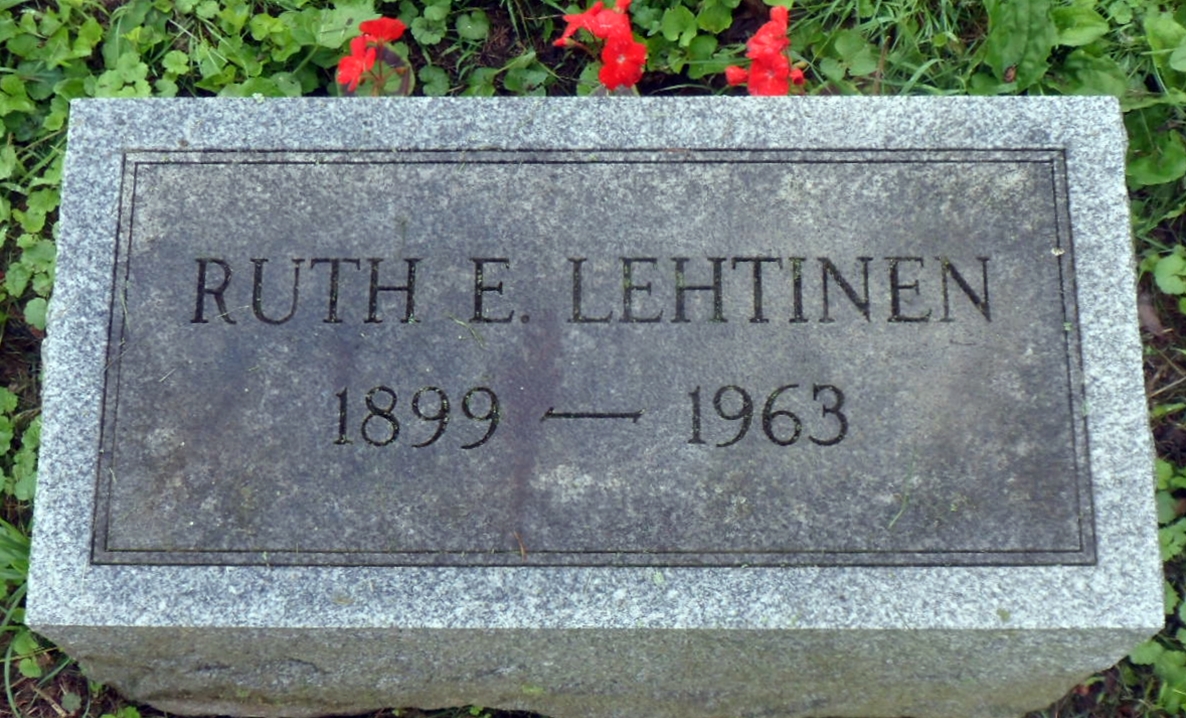 RUTH E. LEHTINEN
1899 — 1963